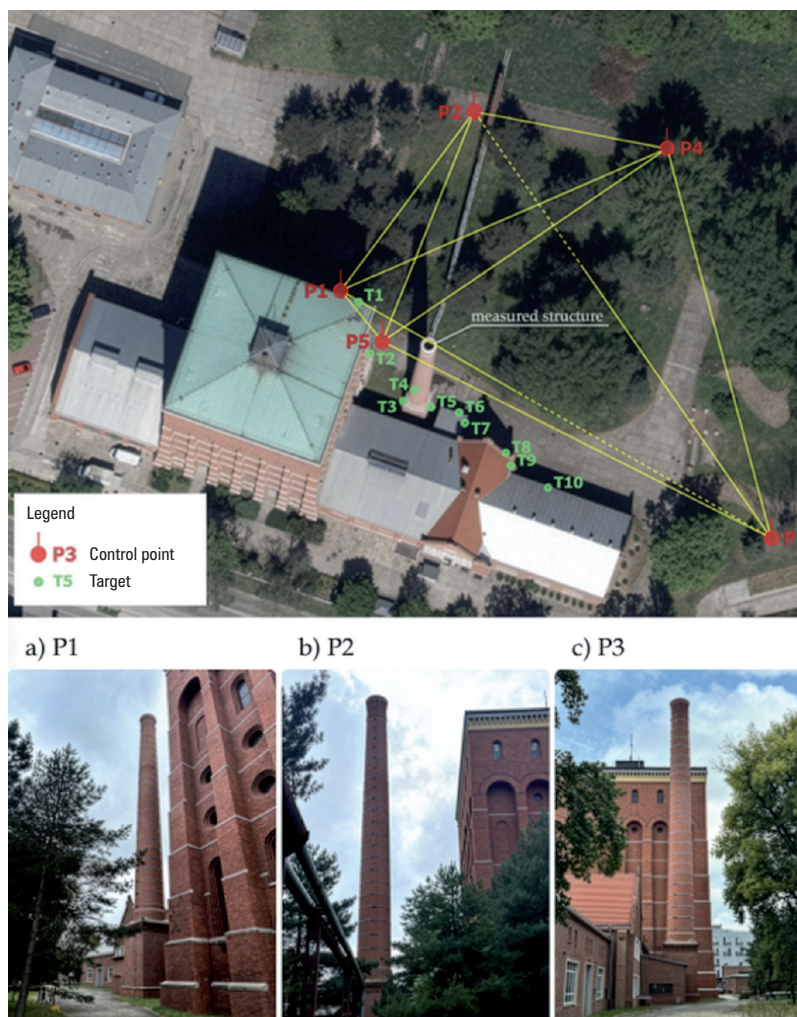 P2
P4
P1
T1
measured structure
P5
T2
T4
T3
T5
T6
T7
T8
T9
T10
P
Legend
P3 Control point
T5 Target
a) P1
b) P2
c) P3